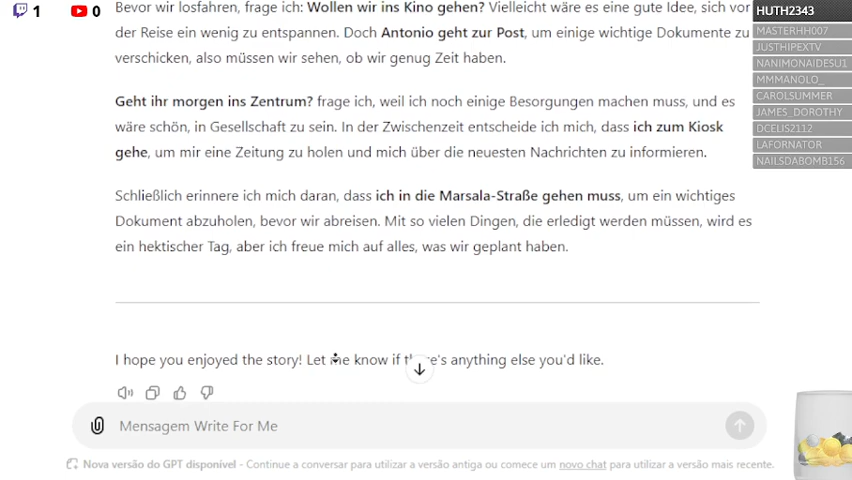 1
0
HUTH2343
MASTERHH007
JUSTHIPEXTV
NANIMONAIDESU1
MMMANOLO_
CAROLSUMMER
JAMES_DOROTHY
DCELIS2112
LAFORNATOR
NAILSDABOMB156
Bevor wir losfahren, frage ich: Wollen wir ins Kino gehen? Vielleicht wäre es eine gute Idee, sich vor
der Reise ein wenig zu entspannen. Doch Antonio geht zur Post, um einige wichtige Dokumente zu
verschicken, also müssen wir sehen, ob wir genug Zeit haben.
Geht ihr morgen ins Zentrum? frage ich, weil ich noch einige Besorgungen machen muss, und es
wäre schön, in Gesellschaft zu sein. In der Zwischenzeit entscheide ich mich, dass ich zum Kiosk
gehe, um mir eine Zeitung zu holen und mich über die neuesten Nachrichten zu informieren.
Schließlich erinnere ich mich daran, dass ich in die Marsala-Straße gehen muss, um ein wichtiges
Dokument abzuholen, bevor wir abreisen. Mit so vielen Dingen, die erledigt werden müssen, wird es
ein hektischer Tag, aber ich freue mich auf alles, was wir geplant haben.
I hope you enjoyed the story! Let me know if there's anything else you'd like.
Mensagem Write For Me
Nova versão do GPT disponível - Continue a conversar para utilizar a versão antiga ou comece um novo chat para utilizar a versão mais recente.